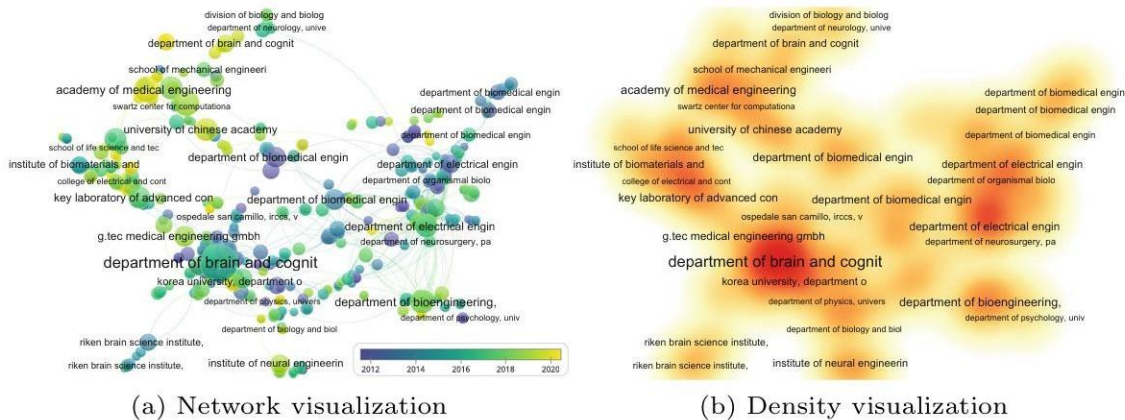 division of biology and biolog
department of neurology, unive
department of brain and cognit
school of mechanical engineeri
academy of medical engineering
department of biomedical engin
swartz center for computationa
department of biomedical engin
university of chinese academy
department of biomedical engin
school of life science and tec
department of biomedical engin
institute of biomaterials and
department of electrical engin
college of electrical and cont
department of organismal biolo
key laboratory of advanced con
department of biomedical engin
ospedale san camillo, irccs, v
department of electrical engin
g.tec medical engineering gmbh
department of neurosurgery, pa
department of brain and cognit
korea university, department o
department of physics, univers
department of bioengineering,
department of psychology, univ
department of biology and biol
riken brain science institute,
institute of neural engineerin
riken brain science institute,
2012 2014 2016 2018 2020
(a) Network visualization
division of biology and biolog
department of neurology, unive
department of brain and cognit
school of mechanical engineeri
academy of medical engineering
department of biomedical engin
swartz center for computationa
department of biomedical engin
university of chinese academy
department of biomedical engin
school of life science and tec
department of biomedical engin
institute of biomaterials and
department of electrical engin
college of electrical and cont
department of organismal biolo
key laboratory of advanced con
department of biomedical engin
ospedale san camillo, irccs, v
department of electrical engin
g.tec medical engineering gmbh
department of neurosurgery, pa
department of brain and cognit
korea university, department o
department of physics, univers
department of bioengineering,
department of psychology, univ
department of biology and biol
riken brain science institute,
institute of neural engineerin
riken brain science institute,
(b) Density visualization